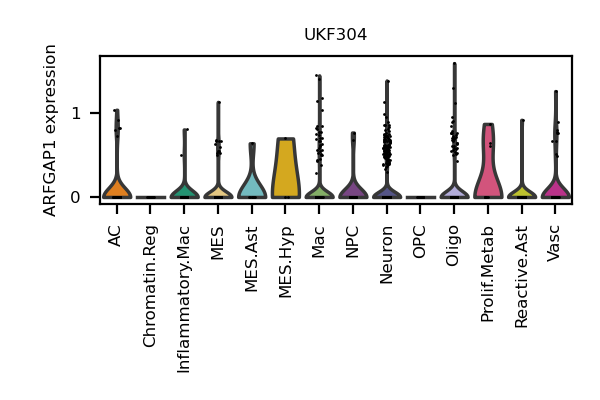 UKF304
ARFGAP1 expression
1
0
AC
Chromatin.Reg
Inflammatory.Mac
MES
MES.Ast
MES.Hyp
Mac
NPC
Neuron
OPC
Oligo
Prolif.Metab
Reactive.Ast
Vasc